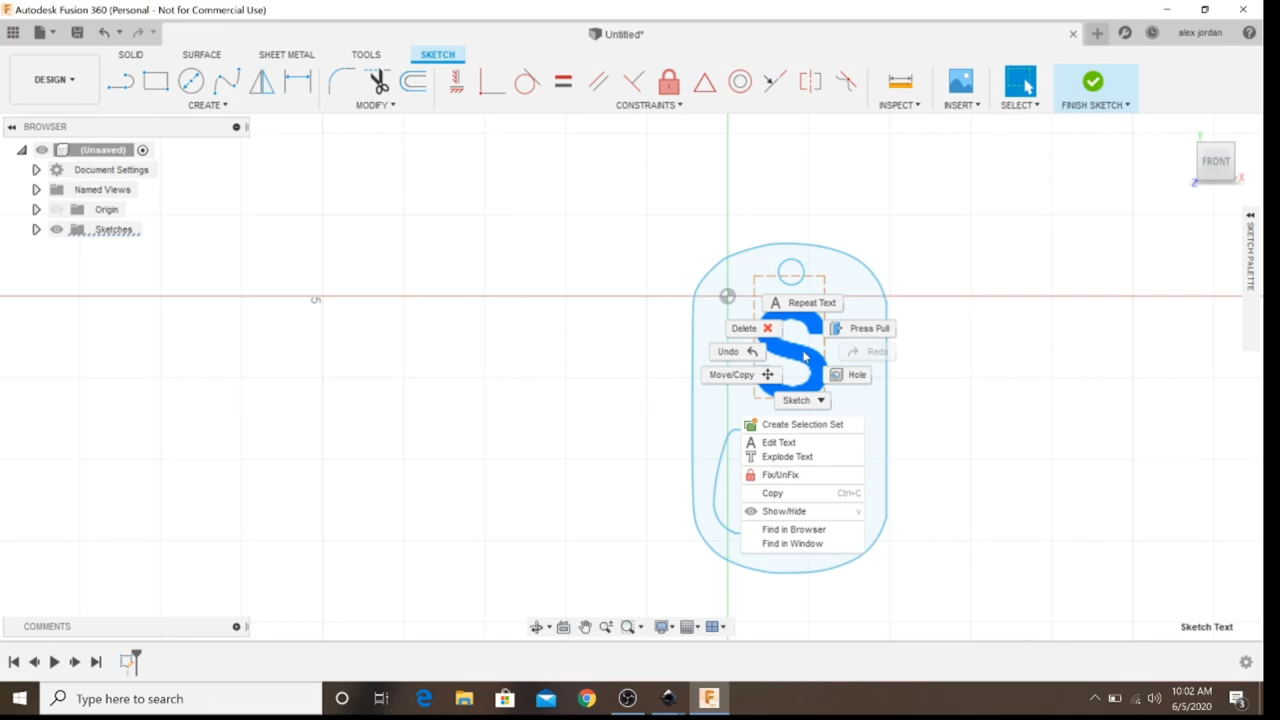 Autodesk Fusion 360 (Personal - Not for Commercial Use)
Untitled*
alex jordan
SOLID
SURFACE
SHEET METAL
TOOLS
SKETCH
DESIGN
CREATE
MODIFY
CONSTRAINTS
INSPECT
INSERT
SELECT
FINISH SKETCH
BROWSER
(Unsaved)
Document Settings
Named Views
Origin
Sketches
FRONT
Y
X
Z
SKETCH PALETTE
5
S
Repeat Text
Delete
Press Pull
Undo
Redo
Move/Copy
Hole
Sketch
Create Selection Set
Edit Text
Explode Text
Fix/UnFix
Copy Ctrl+C
Show/Hide v
Find in Browser
Find in Window
COMMENTS
Sketch Text
Type here to search
10:02 AM
6/5/2020
3